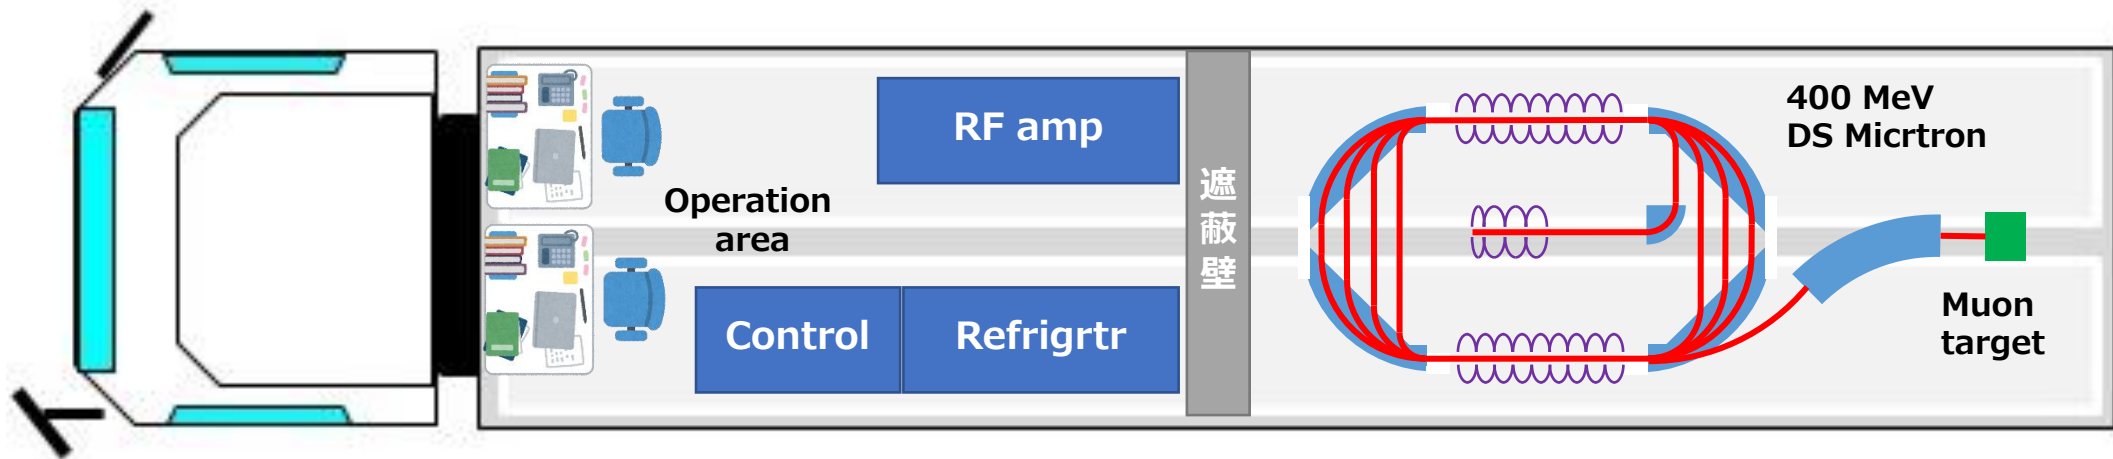 Operation
area
RF amp
Control
Refrigrtr
遮蔽壁
400 MeV
DS Micrtron
Muon
target